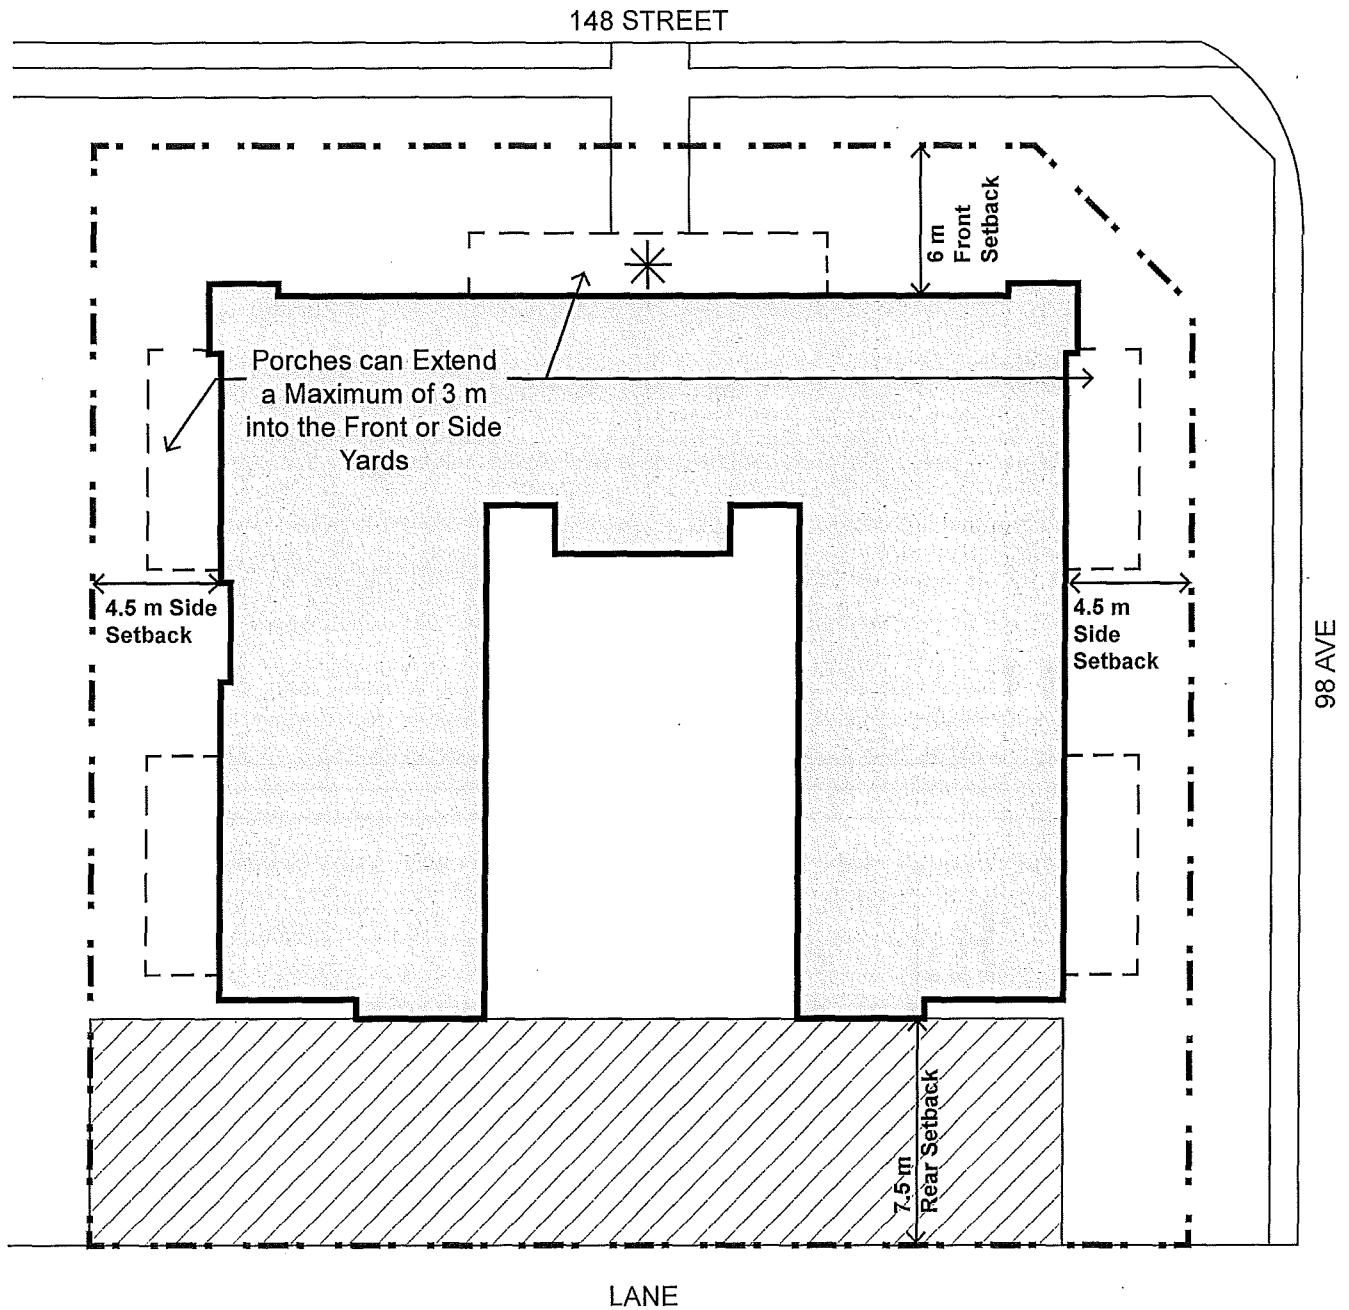 148 STREET
6 m
Front
Setback
Porches can Extend
a Maximum of 3 m
into the Front or Side
Yards
4.5 m Side
Setback
4.5 m
Side
Setback
98 AVE
7.5 m
Rear Setback
LANE